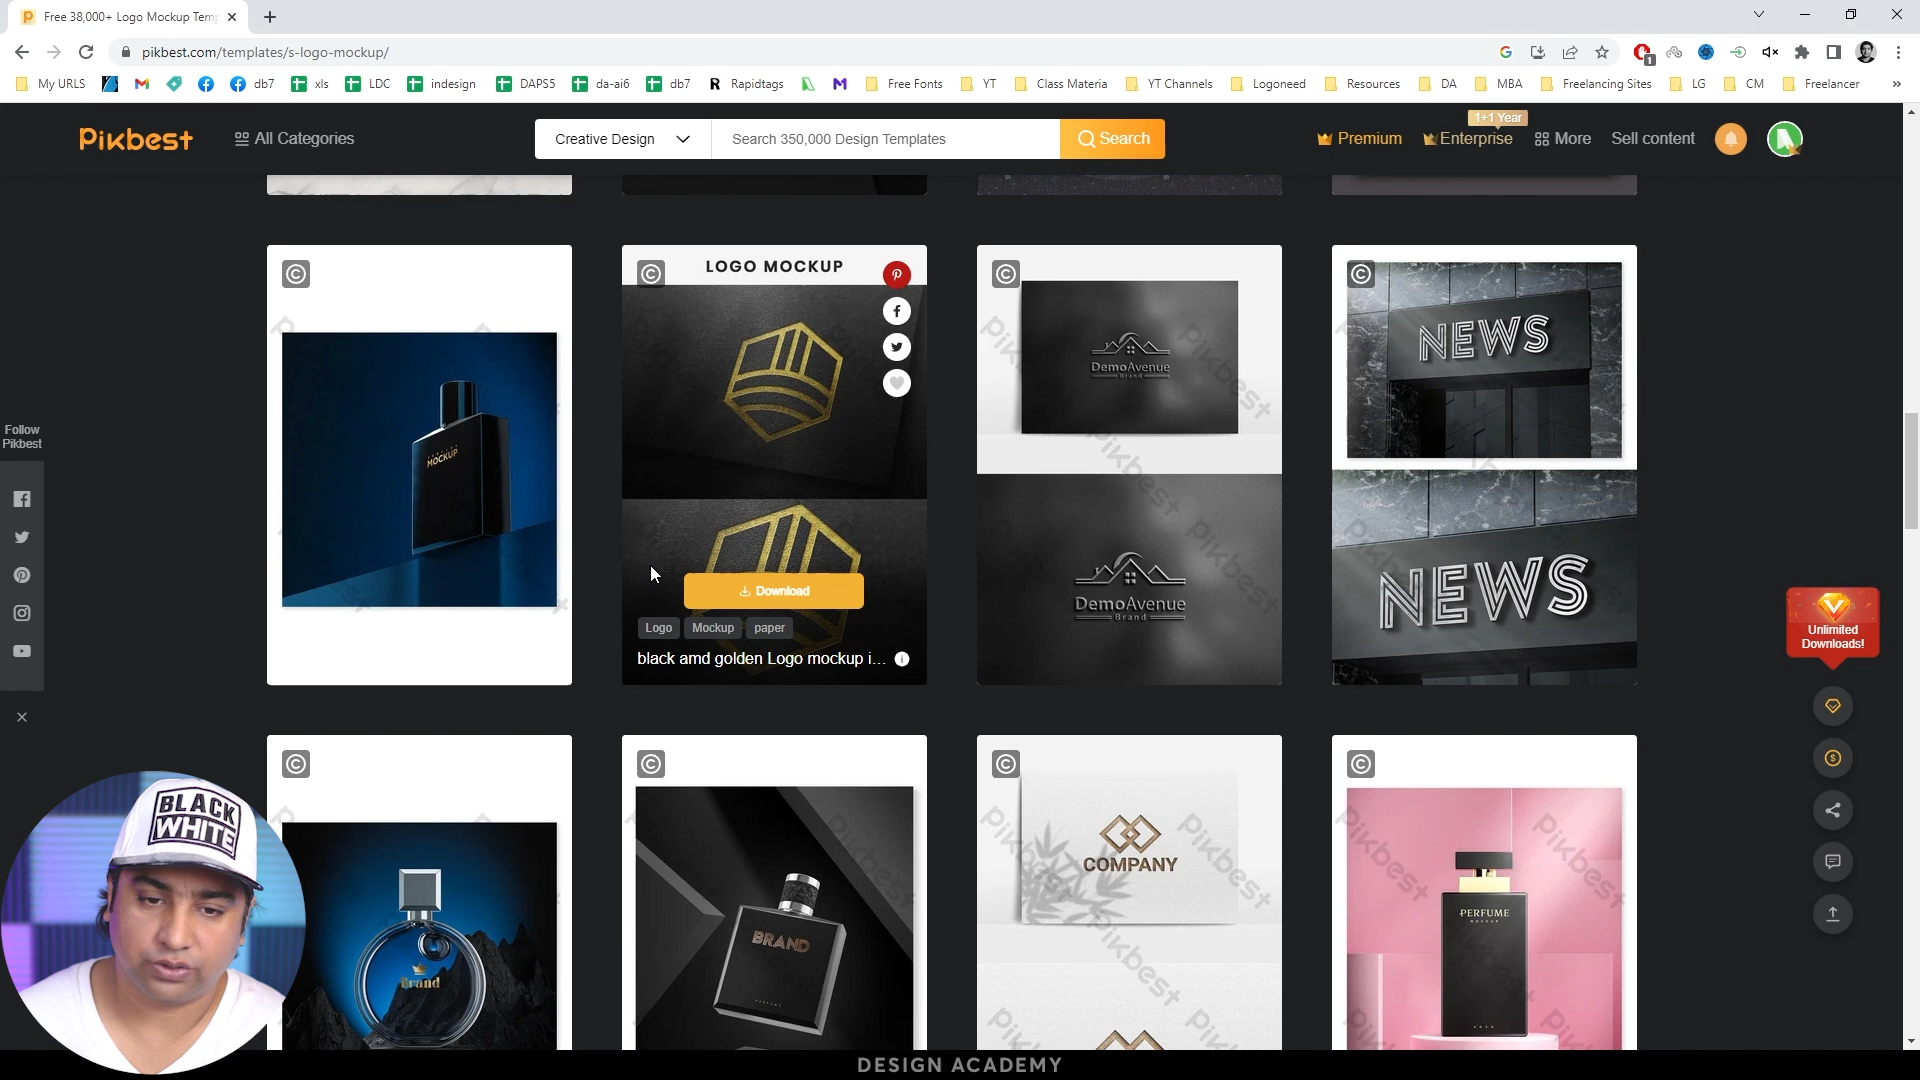 Free 38,000+ Logo Mockup Temp
pikbest.com/templates/s-logo-mockup/
My URLS
db7
xls
LDC
indesign
DAPS5
da-ai6
db7
Rapidtags
Free Fonts
YT
Class Materia
YT Channels
Logoneed
Resources
DA
MBA
Freelancing Sites
LG
CM
Freelancer
Pikbest
All Categories
Creative Design
Search 350,000 Design Templates
Search
Premium
1+1 Year
Enterprise
More
Sell content
LOGO MOCKUP
MOCKUP
DemoAvenue
Brand
NEWS
Follow
Pikbest
DemoAvenue
Brand
NEWS
Download
Logo
Mockup
paper
black amd golden Logo mockup i...
Unlimited
Downloads!
BLACK
WHITE
Brand
BRAND
COMPANY
PERFUME
MOCKUP
pikbest
DESIGN ACADEMY